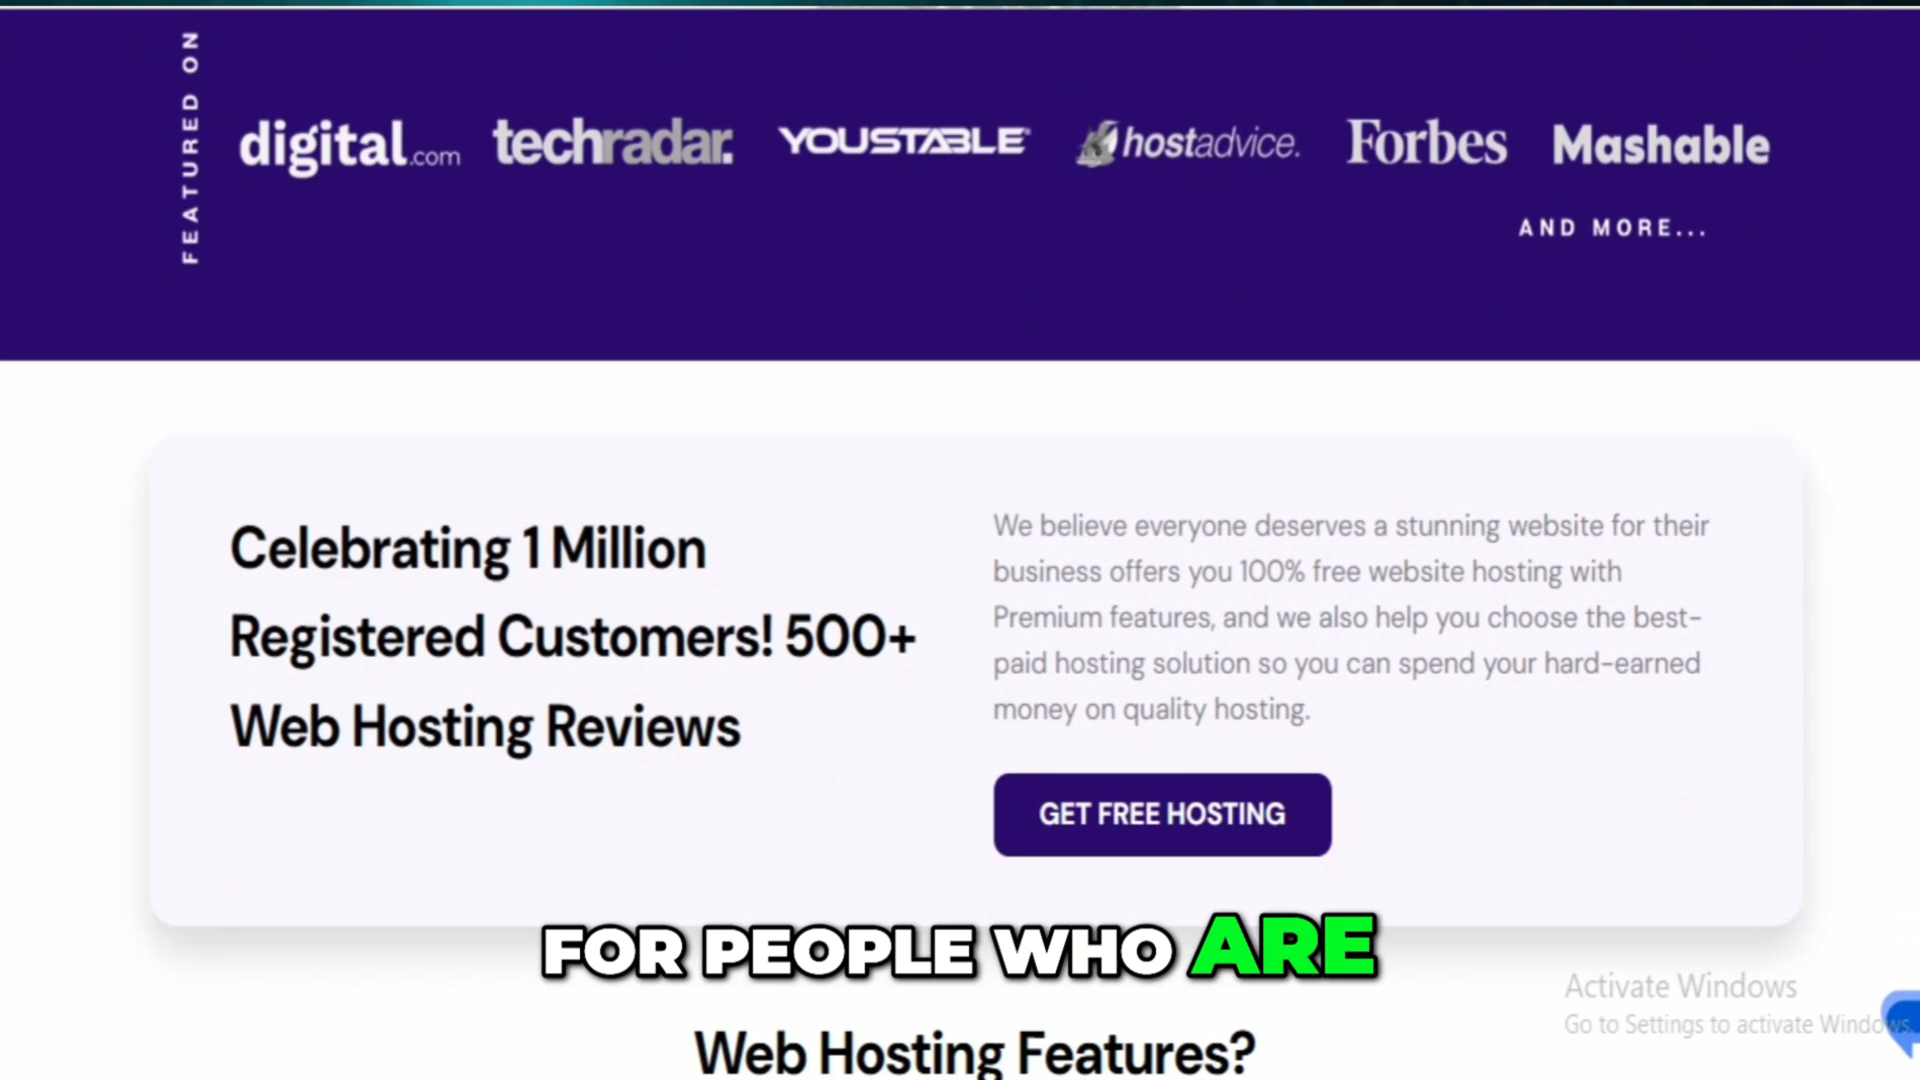 FEATURED ON
digital.com
techradar.
YOUSTABLE
hostadvice.
Forbes
Mashable
AND MORE...
Celebrating 1 Million
Registered Customers! 500+
Web Hosting Reviews
We believe everyone deserves a stunning website for their
business offers you 100% free website hosting with
Premium features, and we also help you choose the best-
paid hosting solution so you can spend your hard-earned
money on quality hosting.
GET FREE HOSTING
FOR PEOPLE WHO ARE
Activate Windows
Go to Settings to activate Windows.
Web Hosting Features?